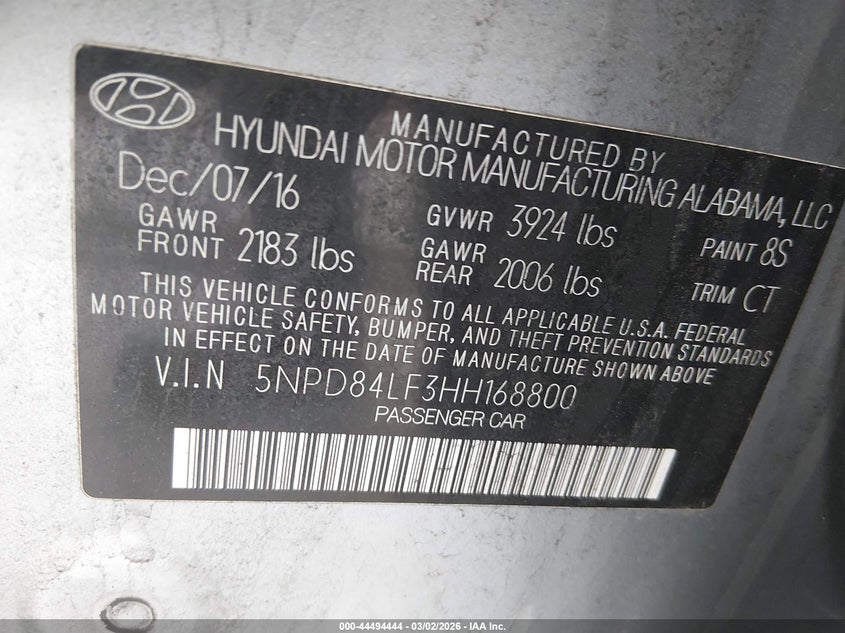 MANUFACTURED BY
HYUNDAI MOTOR MANUFACTURING ALABAMA, LLC
Dec/07/16 GVWR 3924 lbs PAINT 8S
GAWR FRONT 2183 lbs GAWR REAR 2006 lbs TRIM CT
THIS VEHICLE CONFORMS TO ALL APPLICABLE U.S.A. FEDERAL
MOTOR VEHICLE SAFETY, BUMPER, AND THEFT PREVENTION STANDARDS
IN EFFECT ON THE DATE OF MANUFACTURE SHOWN ABOVE
V.I.N 5NPD84LF3HH168800
PASSENGER CAR
000-44494444 - 03/02/2026 - IAA Inc.